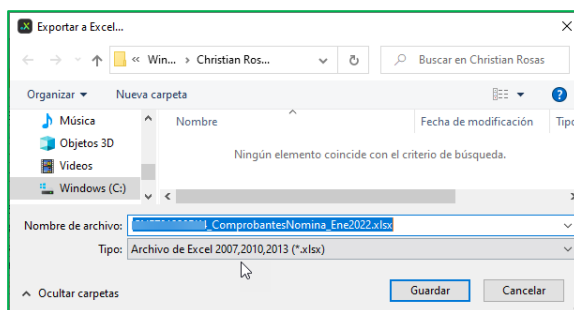 Exportar a Excel...
« Win... › Christian Ros...
Buscar en Christian Rosas
Organizar
Nueva carpeta
Música
Objetos 3D
Videos
Windows (C:)
Nombre
Fecha de modificación
Tipo
Ningún elemento coincide con el criterio de búsqueda.
Nombre de archivo: _ComprobantesNomina_Ene2022.xlsx
Tipo: Archivo de Excel 2007,2010,2013 (*.xlsx)
Ocultar carpetas
Guardar
Cancelar